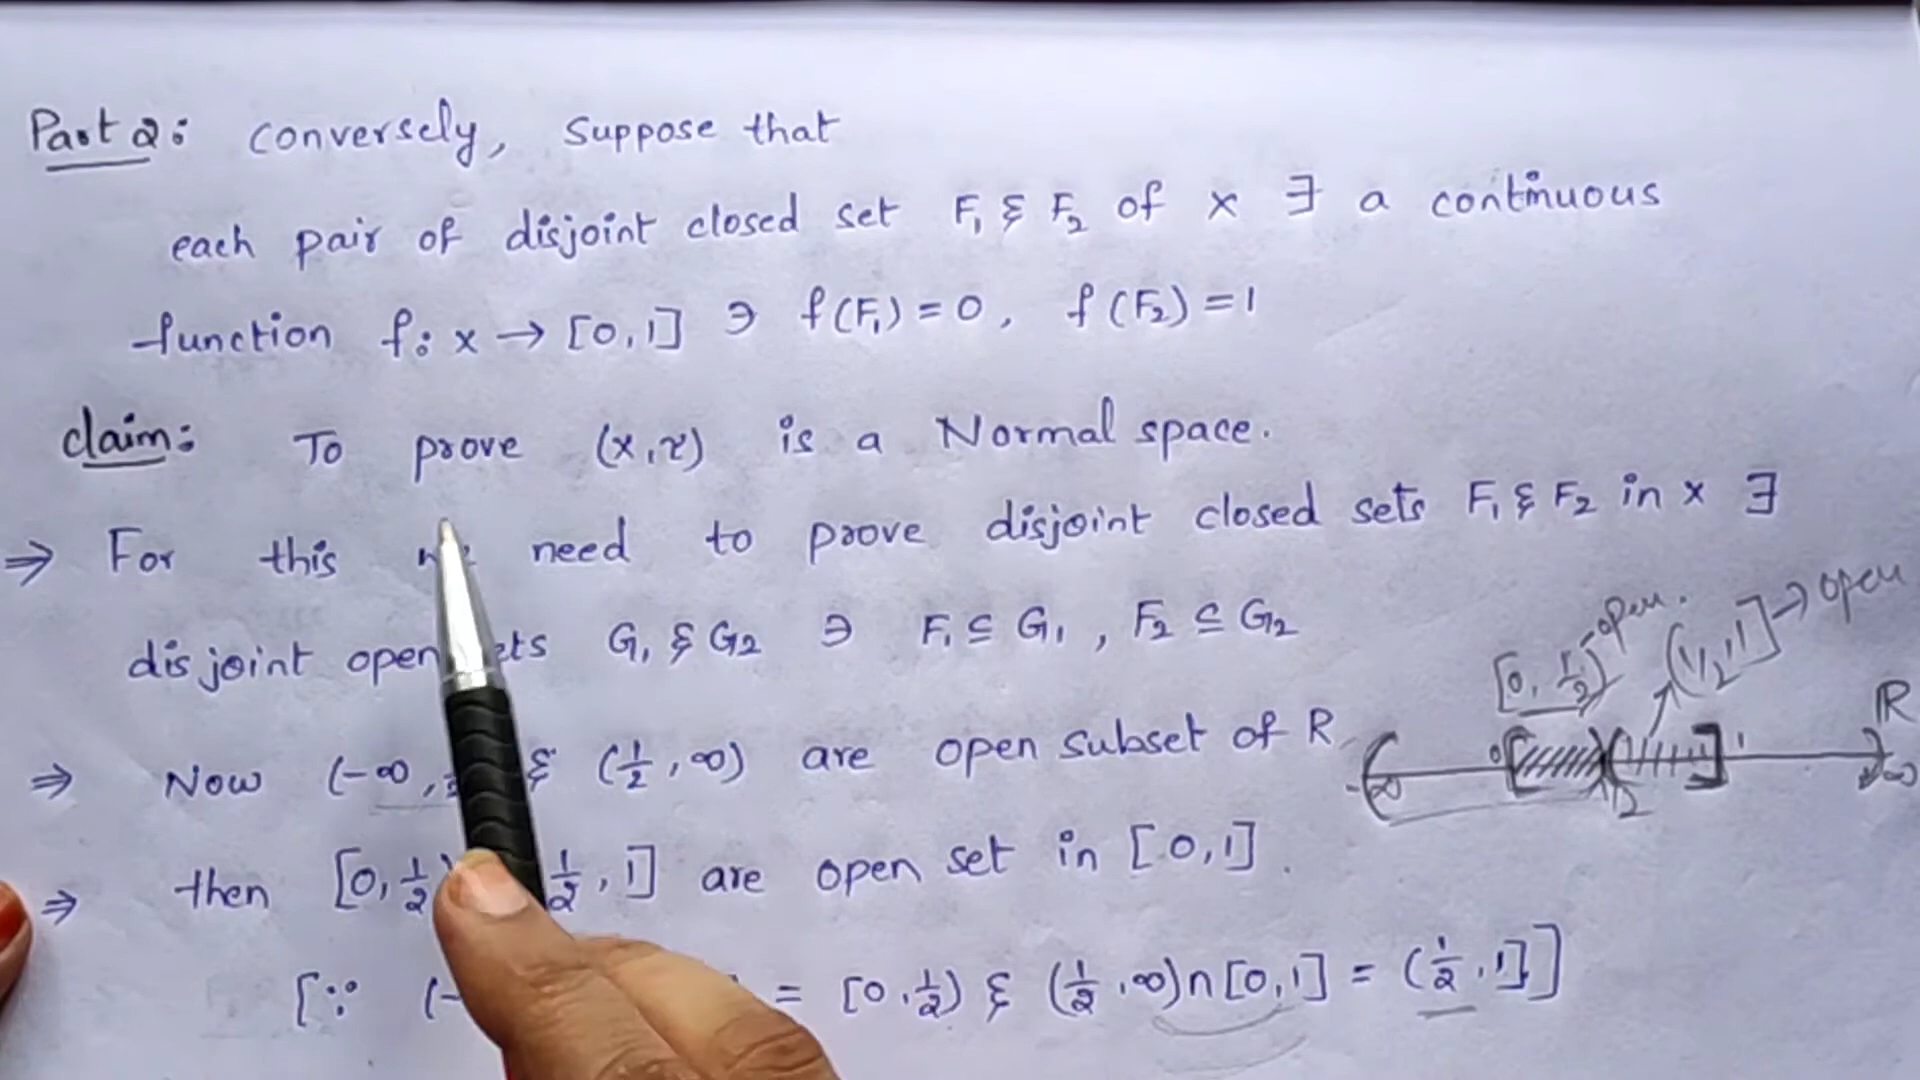 Part 2: conversely, suppose that
each pair of disjoint closed set F₁ & F₂ of x ∃ a continuous
function f: x → [0,1] ∋ f(F₁) = 0, f(F₂) = 1
claim: To prove (x,τ) is a Normal space.
⇒ For this need to prove disjoint closed sets F₁ & F₂ in x ∃
disjoint open G₁ & G₂ ∋ F₁ ⊆ G₁, F₂ ⊆ G₂
[0, 1/2) open. (1/2, 1] → open
⇒ Now (-∞, & (1/2, ∞) are open subset of R
-∞ 0 [ )( ] 1 1/2 ∞ R
⇒ then [0, 1/2) 1/2, 1] are open set in [0,1].
[∵ (- = [0, 1/2) & (1/2, ∞) ∩ [0,1] = (1/2, 1]]